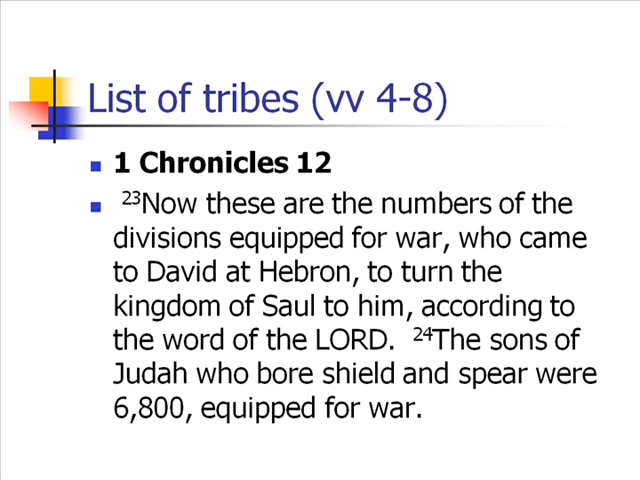 List of tribes (vv 4-8)
1 Chronicles 12
²³Now these are the numbers of the
divisions equipped for war, who came
to David at Hebron, to turn the
kingdom of Saul to him, according to
the word of the LORD. ²⁴The sons of
Judah who bore shield and spear were
6,800, equipped for war.